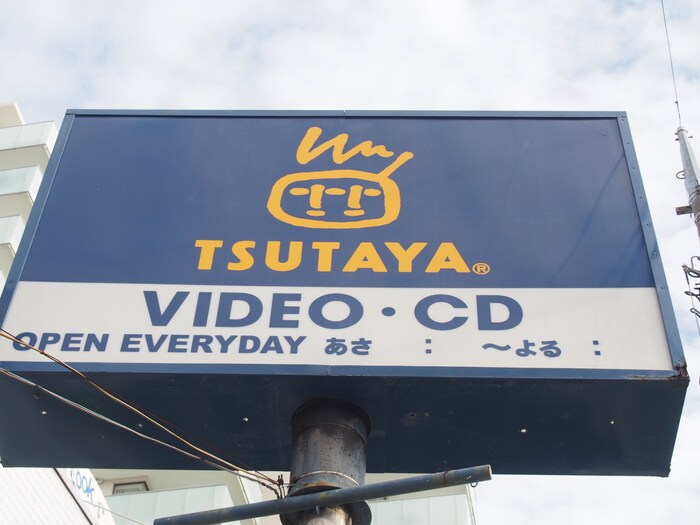 TSUTAYA®
VIDEO・CD
OPEN EVERYDAY あさ : ～よる :